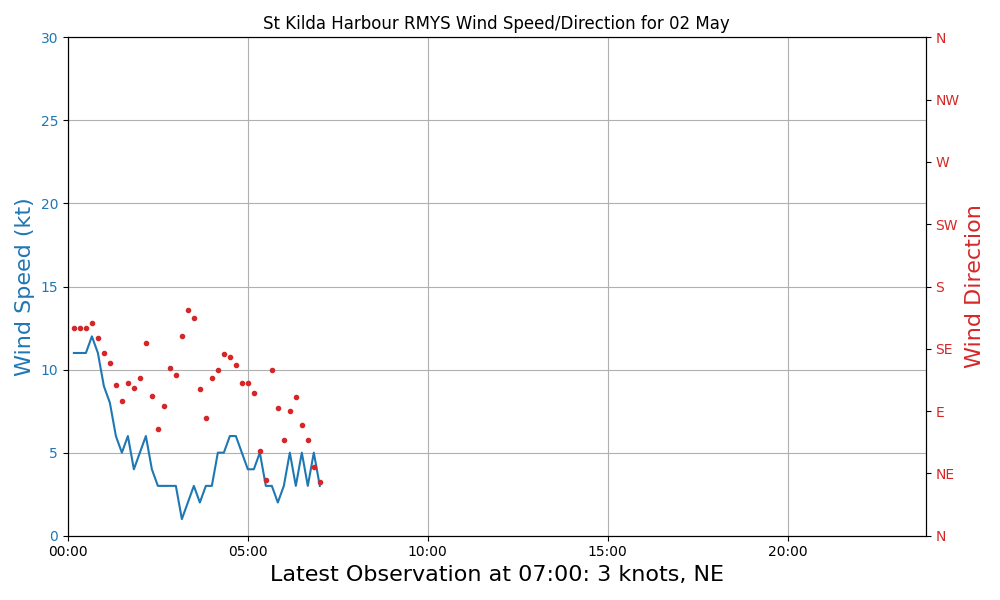 St Kilda Harbour RMYS Wind Speed/Direction for 02 May
30
25
20
15
10
5
0
Wind Speed (kt)
N
NW
W
SW
S
SE
E
NE
N
Wind Direction
00:00
05:00
10:00
15:00
20:00
Latest Observation at 07:00: 3 knots, NE